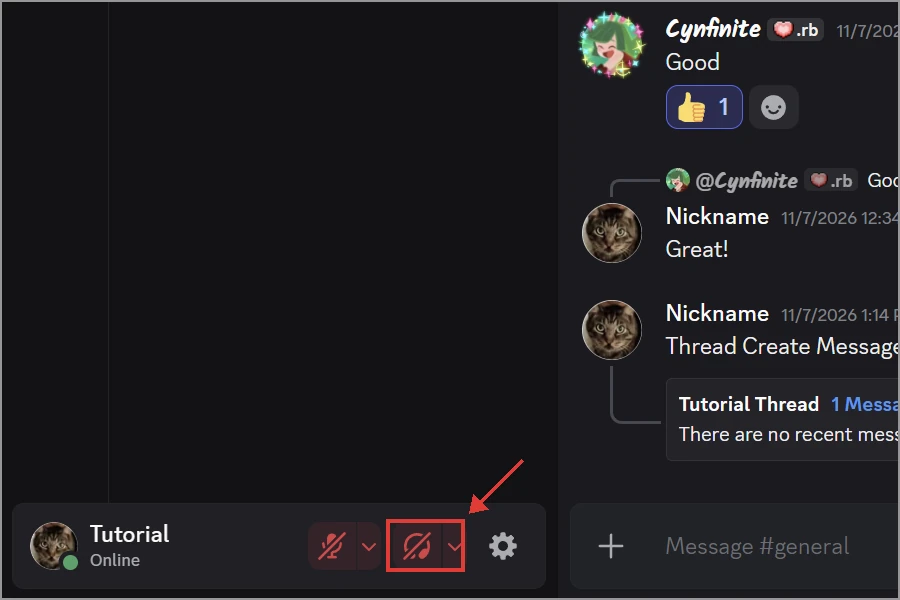 Cynfinite .rb 11/7/202
Good
1
@Cynfinite .rb Goo
Nickname 11/7/2026 12:34
Great!
Nickname 11/7/2026 1:14 P
Thread Create Message
Tutorial Thread 1 Messa
There are no recent mess
Tutorial
Online
Message #general